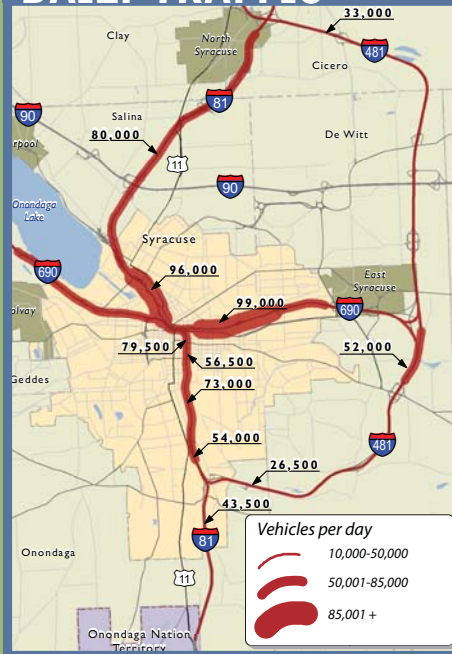 DAILY TRAFFIC
33,000
Clay
North
Syracuse
481
Cicero
81
90
Salina
80,000
De Witt
11
90
Onondaga
Lake
Syracuse
690
96,000
East
Syracuse
99,000
690
79,500
56,500
52,000
Geddes
73,000
54,000
481
26,500
43,500
81
Onondaga
11
Onondaga Nation
Territory
Vehicles per day
10,000-50,000
50,001-85,000
85,001 +